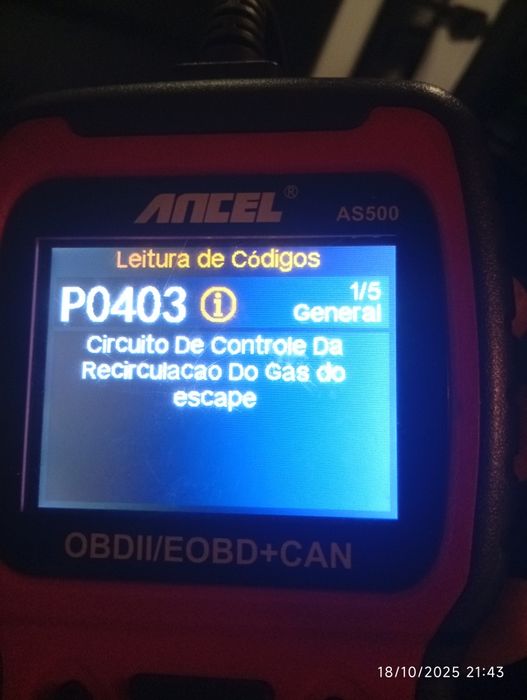 ANCEL®
AS500
Leitura de Códigos
P0403 i
1/5
General
Circuito De Controle Da
Recirculacao Do Gas do
escape
OBDII/EOBD+CAN
18/10/2025 21:43